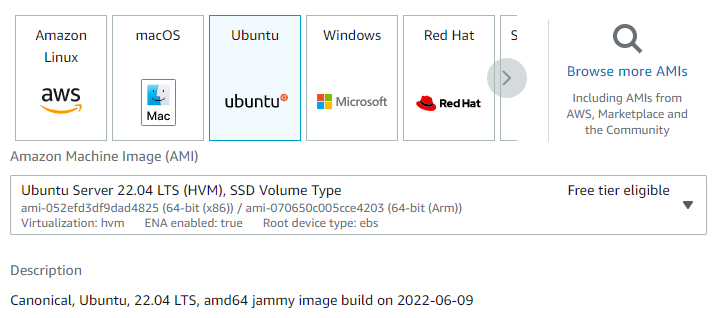 Amazon
Linux
aws
macOS
Mac
Ubuntu
ubuntu
Windows
Microsoft
Red Hat
Red Hat
S
Browse more AMIs
Including AMIs from
AWS, Marketplace and
the Community
Amazon Machine Image (AMI)
Ubuntu Server 22.04 LTS (HVM), SSD Volume Type
Free tier eligible
ami-052efd3df9dad4825 (64-bit (x86)) / ami-070650c005cce4203 (64-bit (Arm))
Virtualization: hvm ENA enabled: true Root device type: ebs
Description
Canonical, Ubuntu, 22.04 LTS, amd64 jammy image build on 2022-06-09